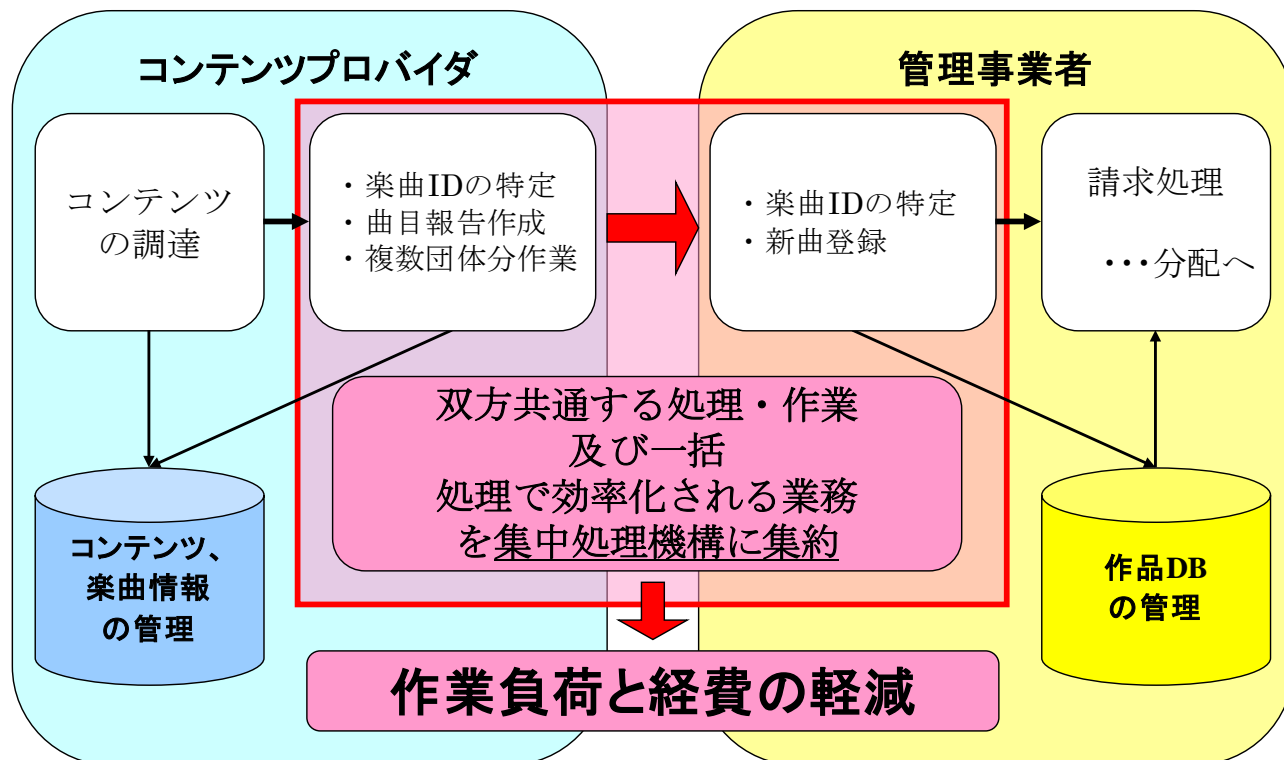 コンテンツプロバイダ
管理事業者
コンテンツ
の調達
・楽曲IDの特定
・曲目報告作成
・複数団体分作業
・楽曲IDの特定
・新曲登録
請求処理
・・・分配へ
双方共通する処理・作業
及び一括
処理で効率化される業務
を集中処理機構に集約
コンテンツ、
楽曲情報
の管理
作品DB
の管理
作業負荷と経費の軽減